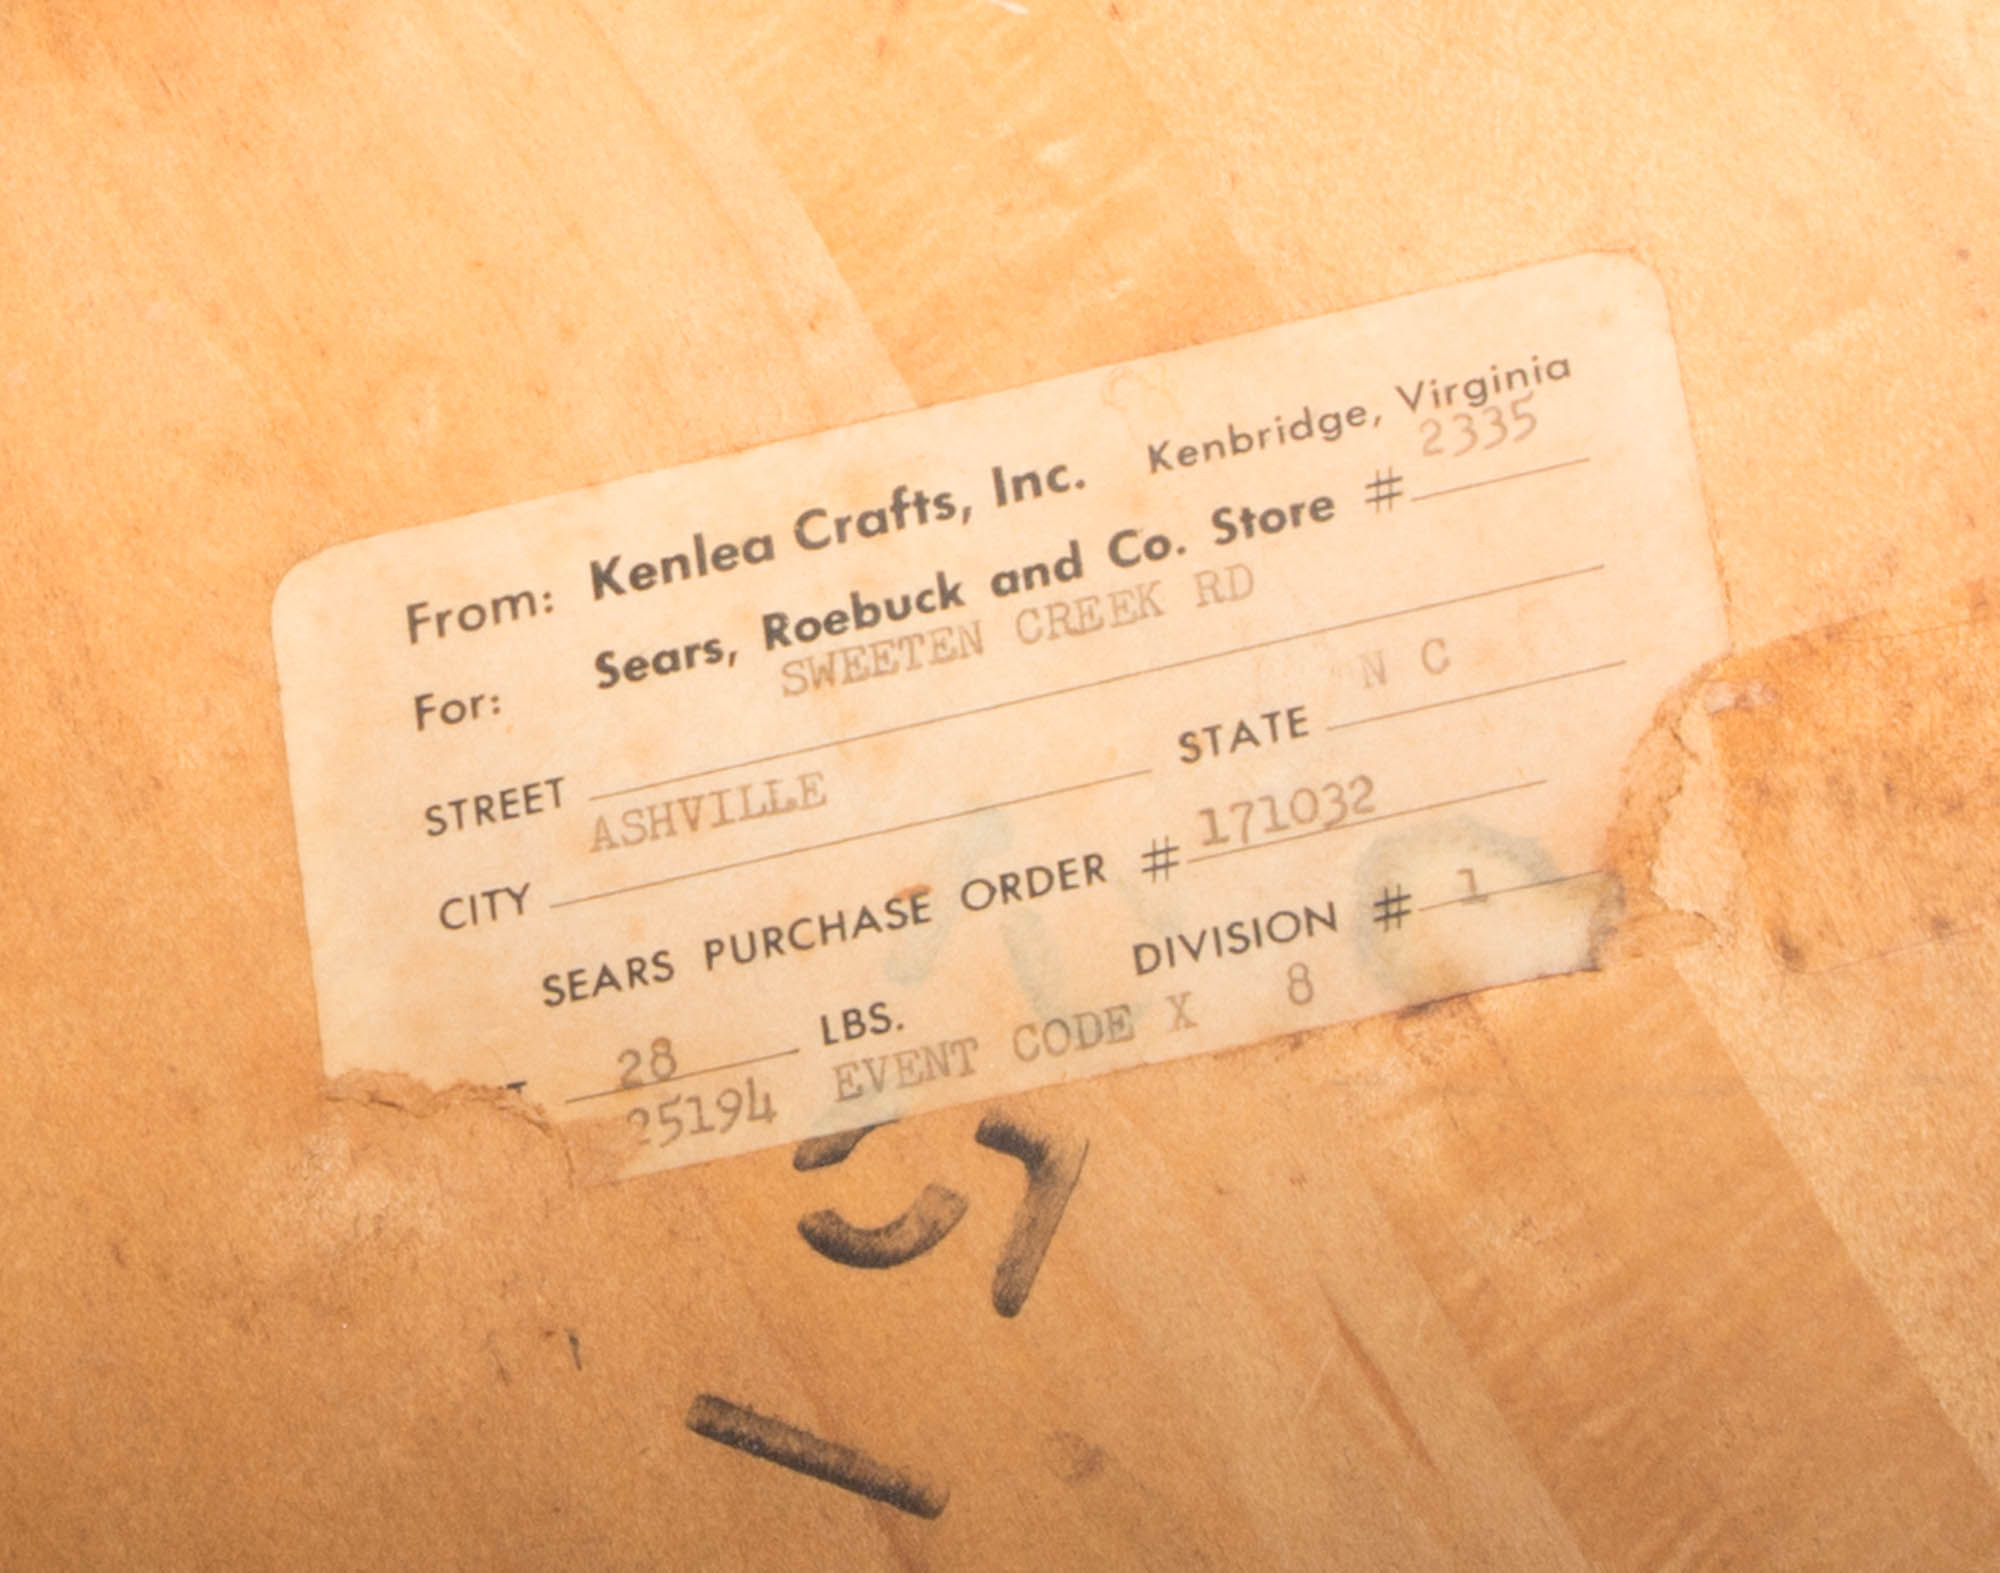 From: Kenlea Crafts, Inc. Kenbridge, Virginia
For: Sears, Roebuck and Co. Store # 2335
STREET SWEETEN CREEK RD
CITY ASHVILLE STATE N C
SEARS PURCHASE ORDER # 171032
28 LBS. DIVISION # 1
25194 EVENT CODE X 8